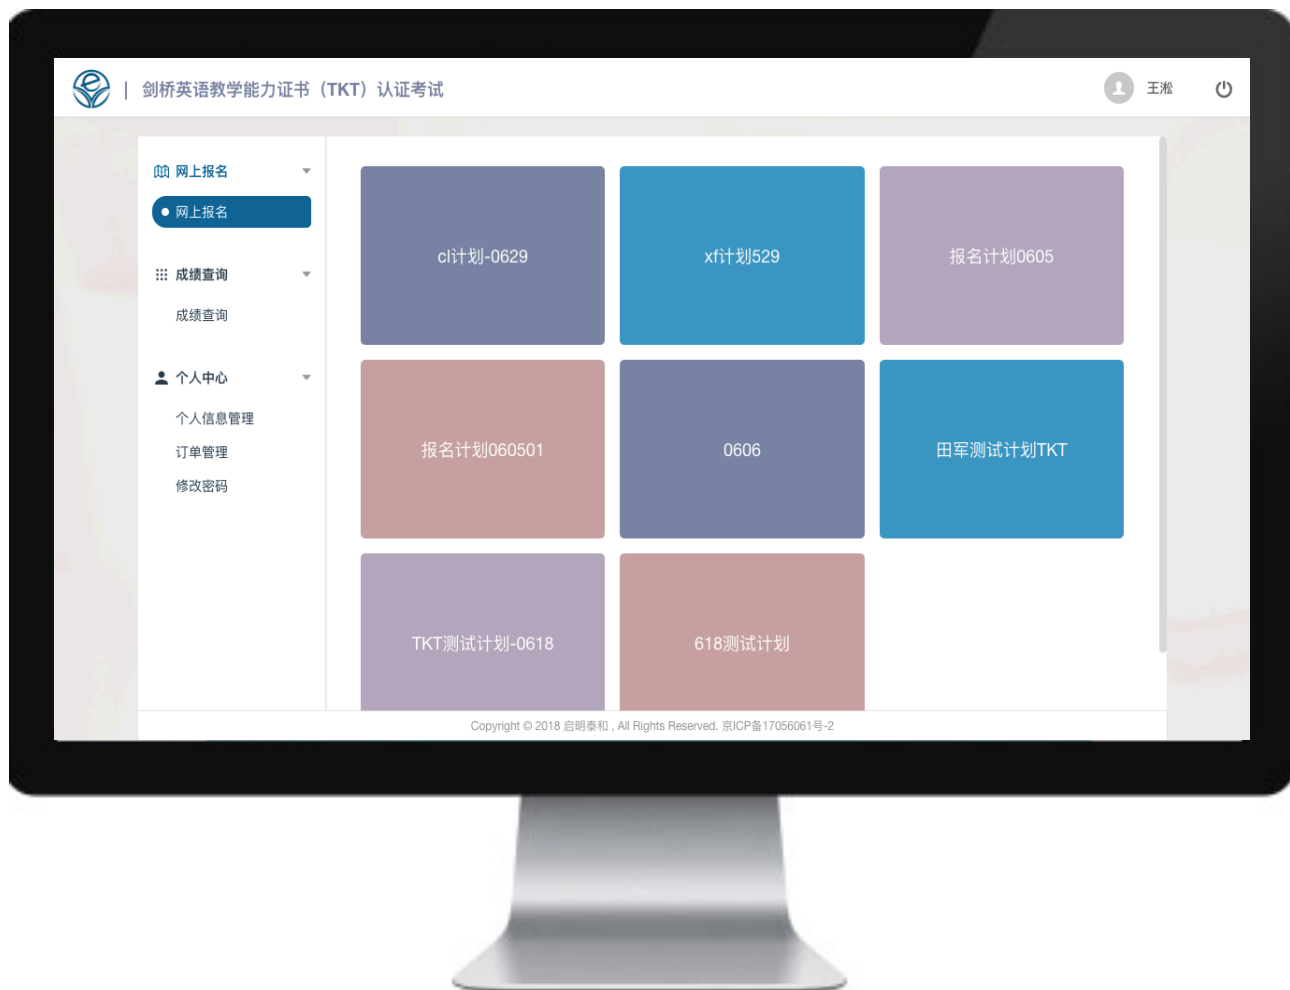 剑桥英语教学能力证书（TKT）认证考试
王淞
网上报名
网上报名
成绩查询
成绩查询
个人中心
个人信息管理
订单管理
修改密码
cl计划-0629
xf计划529
报名计划0605
报名计划060501
0606
田军测试计划TKT
TKT测试计划-0618
618测试计划
Copyright © 2018 启明泰和 , All Rights Reserved. 京ICP备17056061号-2